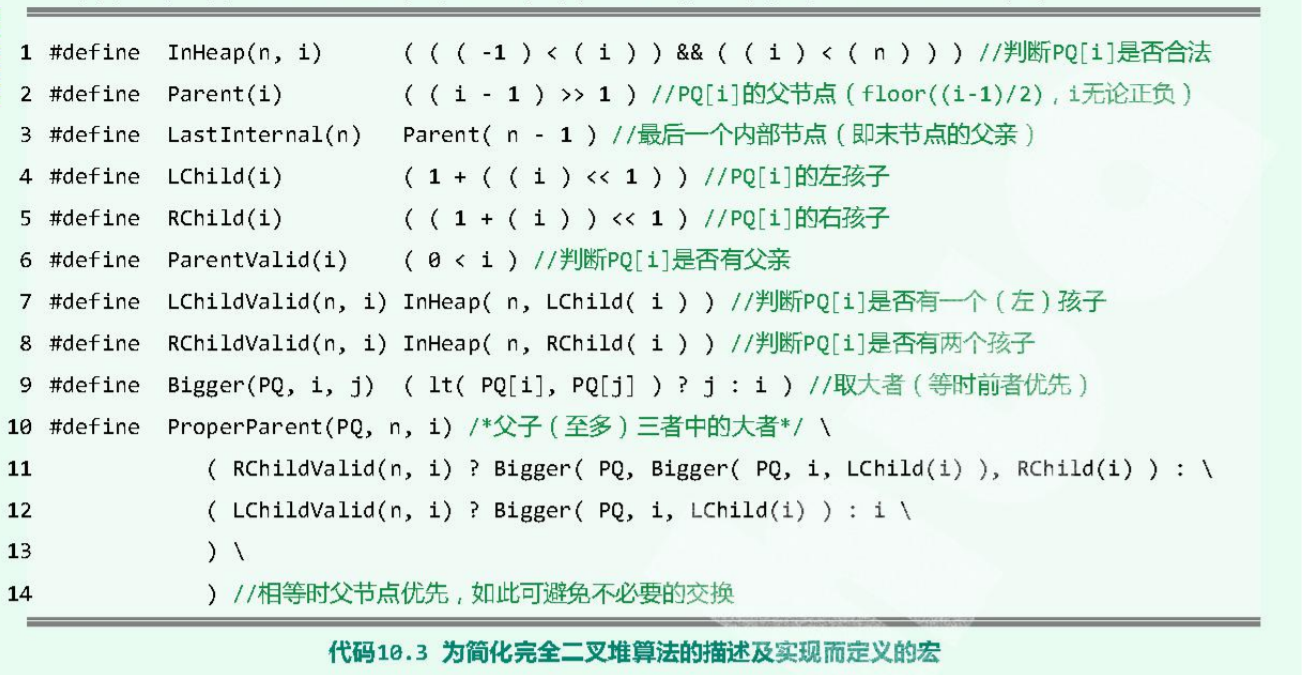 1 #define InHeap(n, i) ( ( ( -1 ) < ( i ) ) && ( ( i ) < ( n ) ) ) //判断PQ[i]是否合法
2 #define Parent(i) ( ( i - 1 ) >> 1 ) //PQ[i]的父节点（floor((i-1)/2)，i无论正负）
3 #define LastInternal(n) Parent( n - 1 ) //最后一个内部节点（即末节点的父亲）
4 #define LChild(i) ( 1 + ( ( i ) << 1 ) ) //PQ[i]的左孩子
5 #define RChild(i) ( ( 1 + ( i ) ) << 1 ) //PQ[i]的右孩子
6 #define ParentValid(i) ( 0 < i ) //判断PQ[i]是否有父亲
7 #define LChildValid(n, i) InHeap( n, LChild( i ) ) //判断PQ[i]是否有一个（左）孩子
8 #define RChildValid(n, i) InHeap( n, RChild( i ) ) //判断PQ[i]是否有两个孩子
9 #define Bigger(PQ, i, j) ( lt( PQ[i], PQ[j] ) ? j : i ) //取大者（等时前者优先）
10 #define ProperParent(PQ, n, i) /*父子（至多）三者中的大者*/ \
11 ( RChildValid(n, i) ? Bigger( PQ, Bigger( PQ, i, LChild(i) ), RChild(i) ) : \
12 ( LChildValid(n, i) ? Bigger( PQ, i, LChild(i) ) : i \
13 ) \
14 ) //相等时父节点优先，如此可避免不必要的交换
代码10.3 为简化完全二叉堆算法的描述及实现而定义的宏